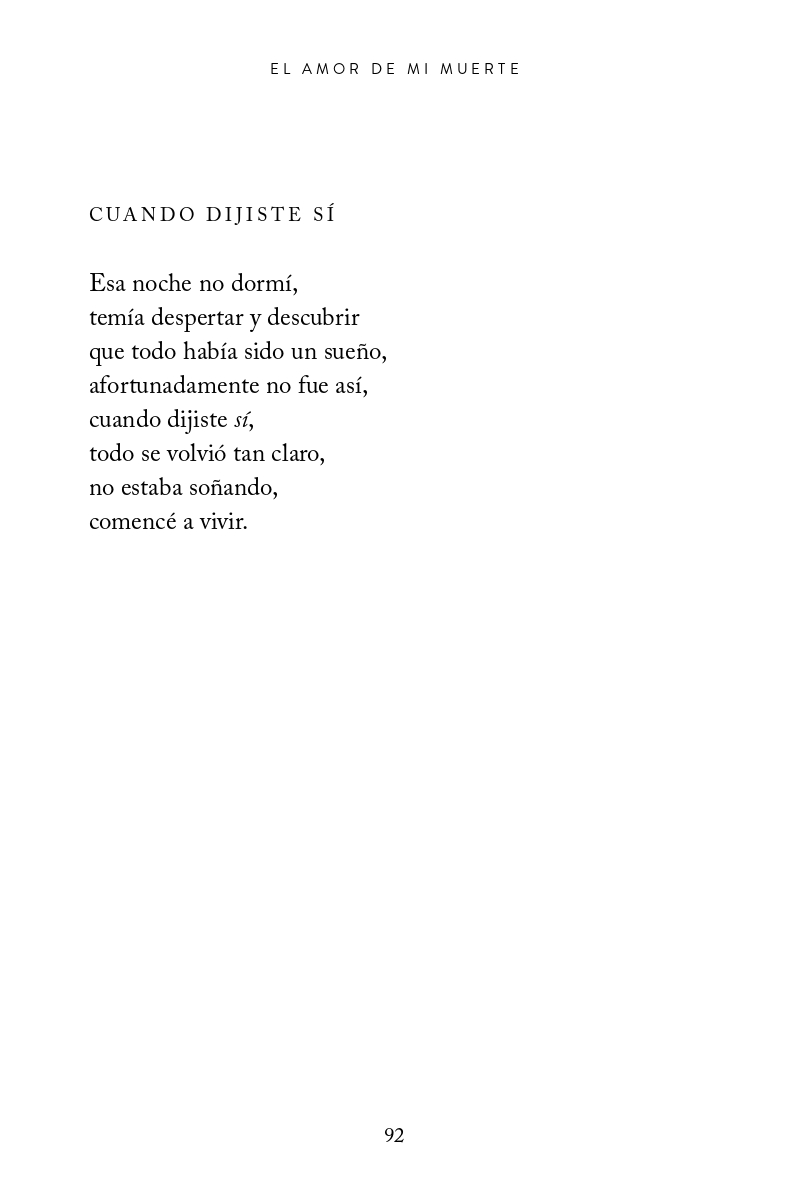 EL AMOR DE MI MUERTE
CUANDO DIJISTE SÍ
Esa noche no dormí,
temía despertar y descubrir
que todo había sido un sueño,
afortunadamente no fue así,
cuando dijiste sí,
todo se volvió tan claro,
no estaba soñando,
comencé a vivir.
92